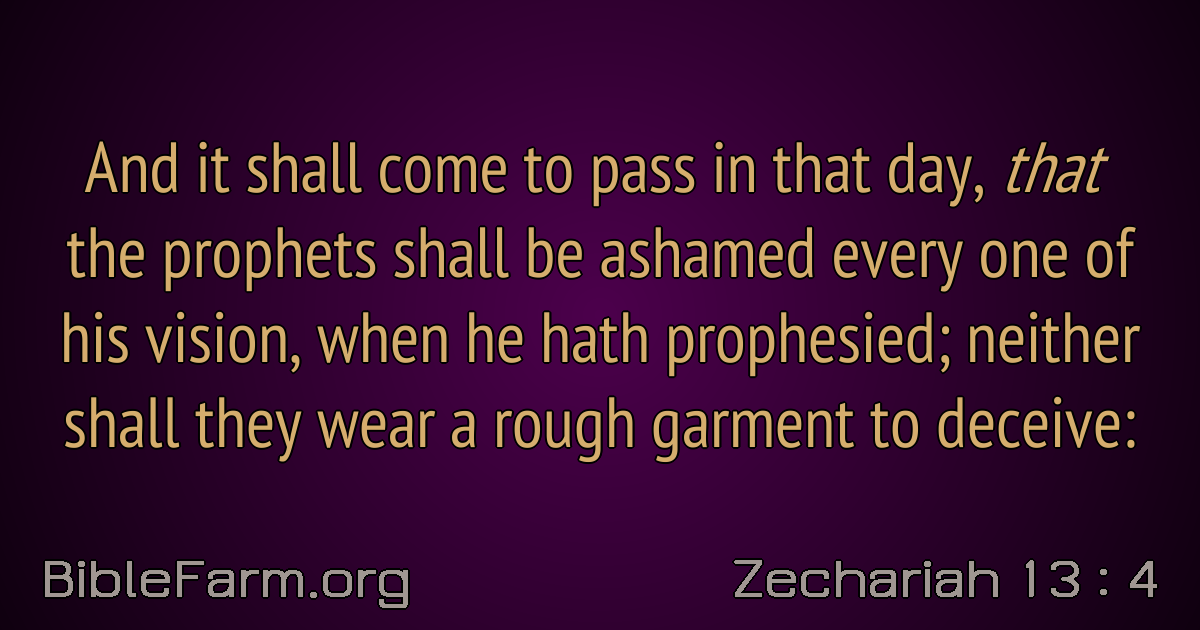 And it shall come to pass in that day, that
the prophets shall be ashamed every one of
his vision, when he hath prophesied; neither
shall they wear a rough garment to deceive:
BibleFarm.org
Zechariah 13 : 4